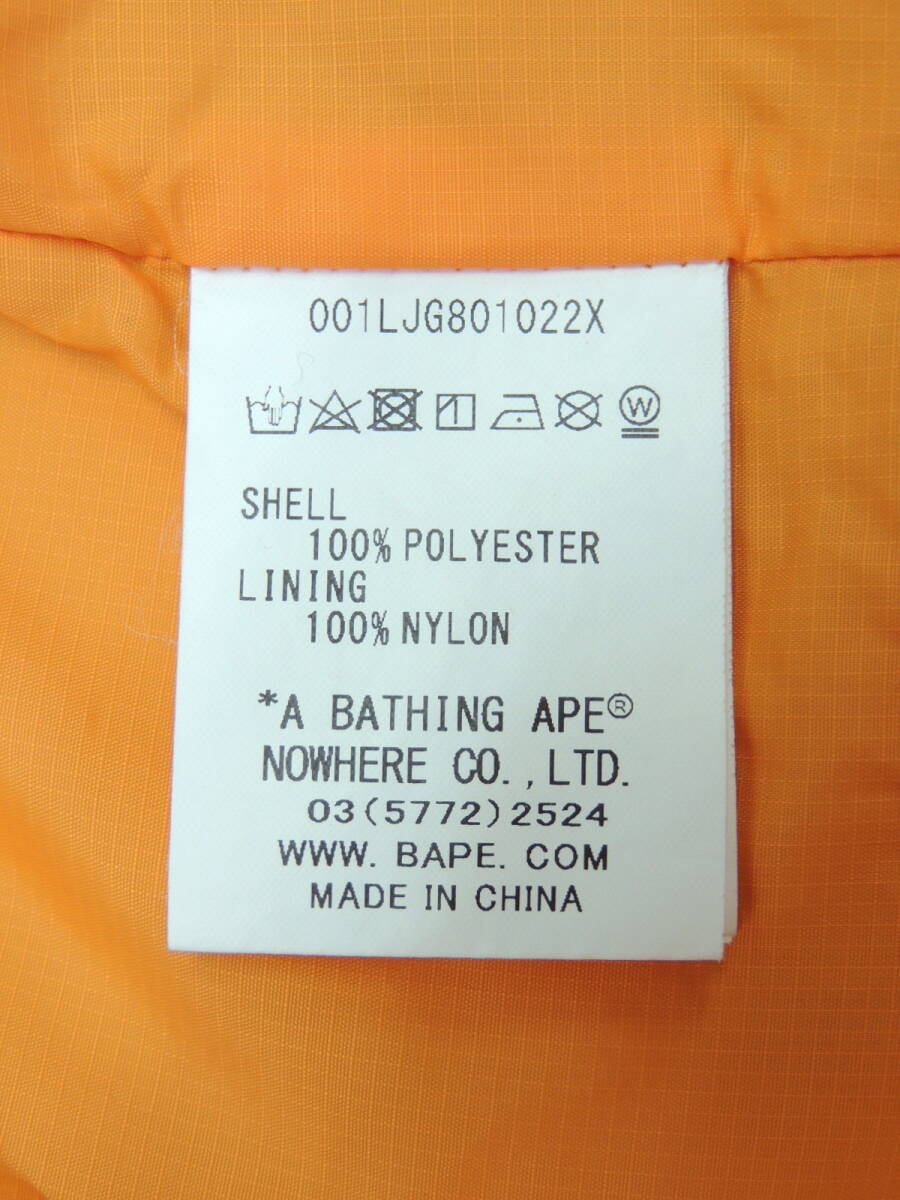 001LJG801022X
W
SHELL
100% POLYESTER
LINING
100% NYLON
*A BATHING APE®
NOWHERE CO.,LTD.
03(5772)2524
WWW. BAPE. COM
MADE IN CHINA